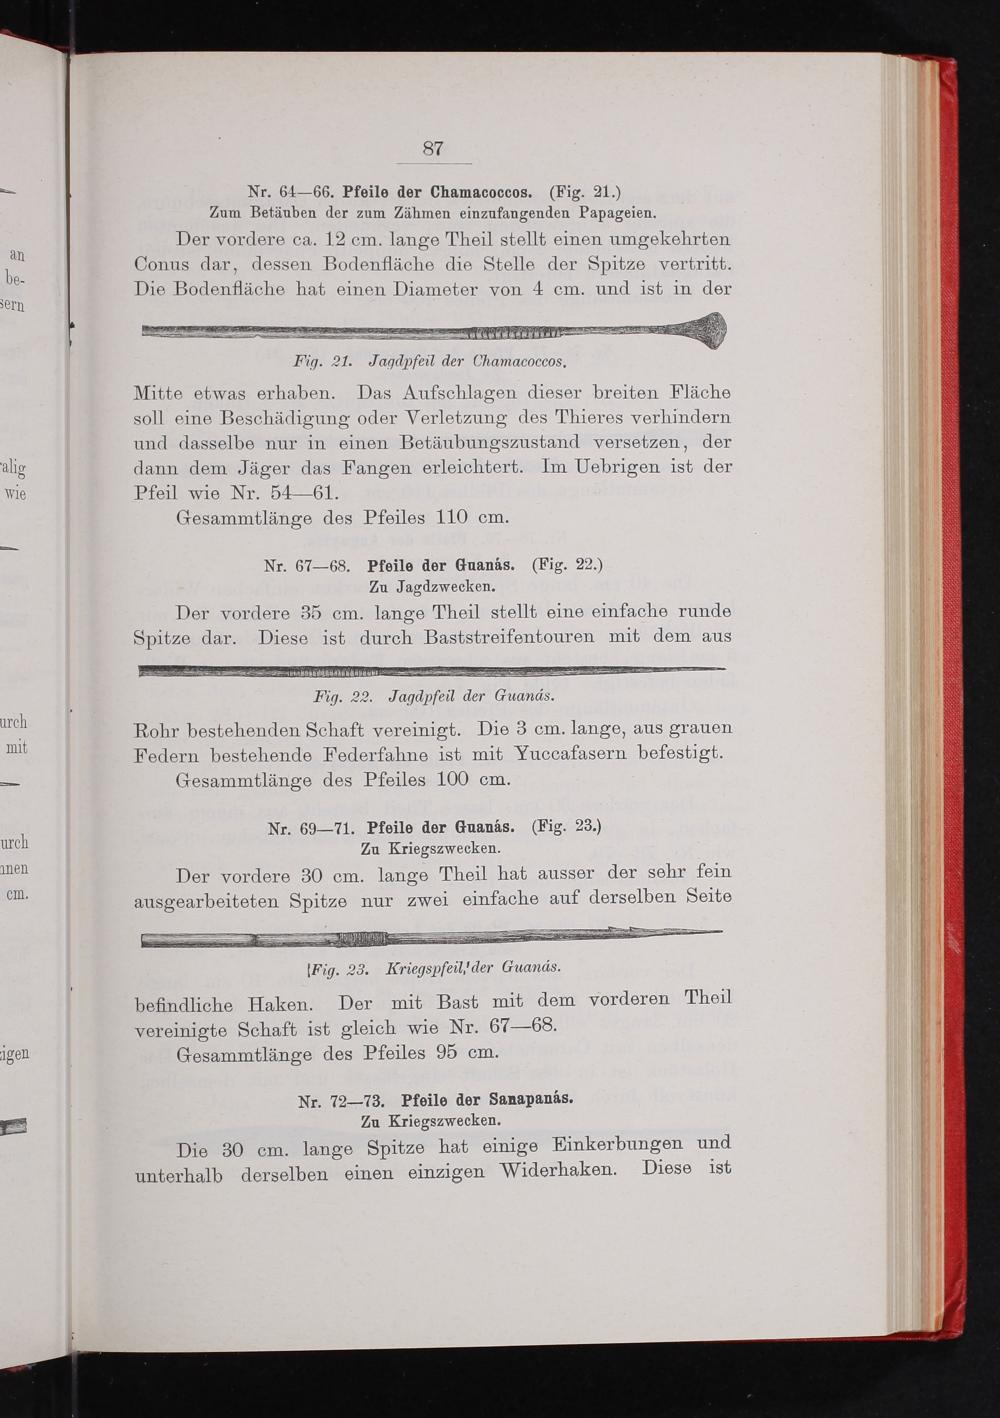 87
Nr. 64—66. Pfeile der Chamacoccos. (Fig. 21.)
Zum Betäuben der zum Zähmen einzufangenden Papageien.
Der vordere ca. 12 cm. lange Theil stellt einen umgekehrten
Conus dar, dessen Bodenfläche die Stelle der Spitze vertritt.
Die Bodenfläche hat einen Diameter von 4 cm. und ist in der
Fig. 21. Jagdpfeil der Chamacoccos.
Mitte etwas erhaben. Das Aufschlagen dieser breiten Fläche
soll eine Beschädigung oder Verletzung des Thieres verhindern
und dasselbe nur in einen Betäubungszustand versetzen, der
dann dem Jäger das Fangen erleichtert. Im Uebrigen ist der
Pfeil wie Nr. 54—61.
Gesammtlänge des Pfeiles 110 cm.
Nr. 67—68. Pfeile der Guanás. (Fig. 22.)
Zu Jagdzwecken.
Der vordere 35 cm. lange Theil stellt eine einfache runde
Spitze dar. Diese ist durch Baststreifentouren mit dem aus
Fig. 22. Jagdpfeil der Guanás.
Rohr bestehenden Schaft vereinigt. Die 3 cm. lange, aus grauen
Federn bestehende Federfahne ist mit Yuccafasern befestigt.
Gesammtlänge des Pfeiles 100 cm.
Nr. 69—71. Pfeile der Guanás. (Fig. 23.)
Zu Kriegszwecken.
Der vordere 30 cm. lange Theil hat ausser der sehr fein
ausgearbeiteten Spitze nur zwei einfache auf derselben Seite
Fig. 23. Kriegspfeil der Guanás.
befindliche Haken. Der mit Bast mit dem vorderen Theil
vereinigte Schaft ist gleich wie Nr. 67—68.
Gesammtlänge des Pfeiles 95 cm.
Nr. 72—73. Pfeile der Sanapanás.
Zu Kriegszwecken.
Die 30 cm. lange Spitze hat einige Einkerbungen und
unterhalb derselben einen einzigen Widerhaken. Diese ist
an
be-
sern
alig
wie
urch
mit
urch
nnen
cm.
igen